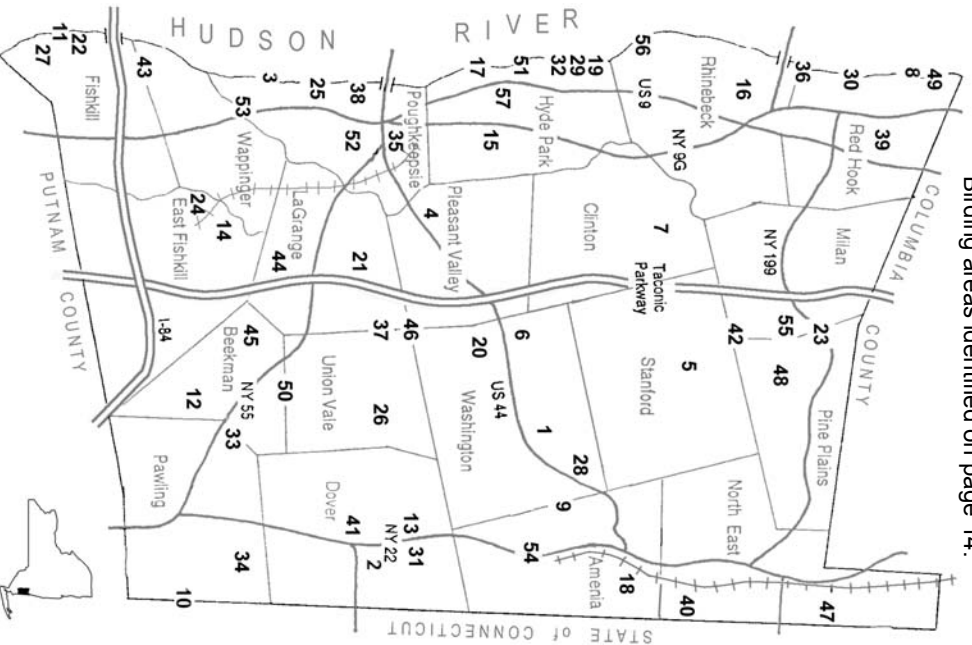 Birding areas identified on page 14.
HUDSON RIVER
COLUMBIA COUNTY
STATE of CONNECTICUT
PUTNAM COUNTY
49
8
30
36
56
19
29
32
51
17
38
25
3
43
22
11
27
39
Red Hook
16
Rhinebeck
US 9
NY 9G
57
Hyde Park
15
Poughkeepsie
35
52
53
Wappinger
Fishkill
Milan
NY 199
7
Clinton
4
Pleasant Valley
21
LaGrange
44
14
24
East Fishkill
Taconic
Parkway
23
55
48
42
Pine Plains
5
Stanford
6
20
46
37
US 44
Washington
1
28
9
26
Union Vale
50
45
Beekman
NY 55
12
33
I-84
Pawling
North East
47
40
18
Amenia
54
13
31
NY 22
2
41
Dover
34
10